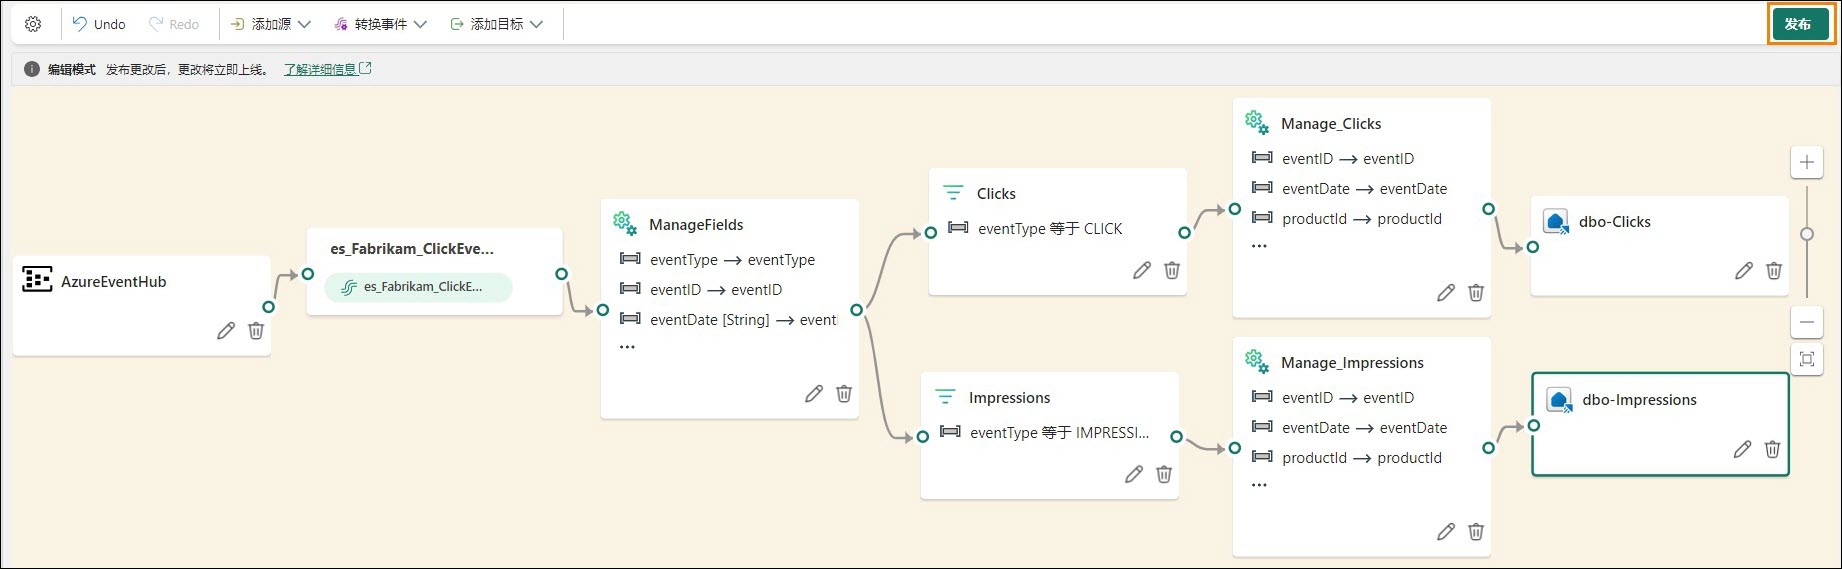 Undo
Redo
添加源
转换事件
添加目标
发布
编辑模式 发布更改后，更改将立即上线。 了解详细信息
AzureEventHub
es_Fabrikam_ClickEve...
es_Fabrikam_ClickE...
ManageFields
eventType → eventType
eventID → eventID
eventDate [String] → eventI
...
Clicks
eventType 等于 CLICK
Impressions
eventType 等于 IMPRESSI...
Manage_Clicks
eventID → eventID
eventDate → eventDate
productId → productId
...
Manage_Impressions
eventID → eventID
eventDate → eventDate
productId → productId
...
dbo-Clicks
dbo-Impressions